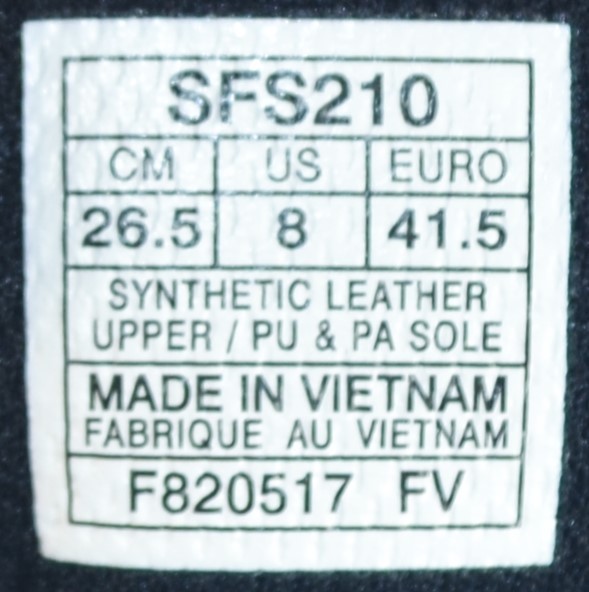 SFS210
CM US EURO
26.5 8 41.5
SYNTHETIC LEATHER
UPPER / PU & PA SOLE
MADE IN VIETNAM
FABRIQUE AU VIETNAM
F820517 FV